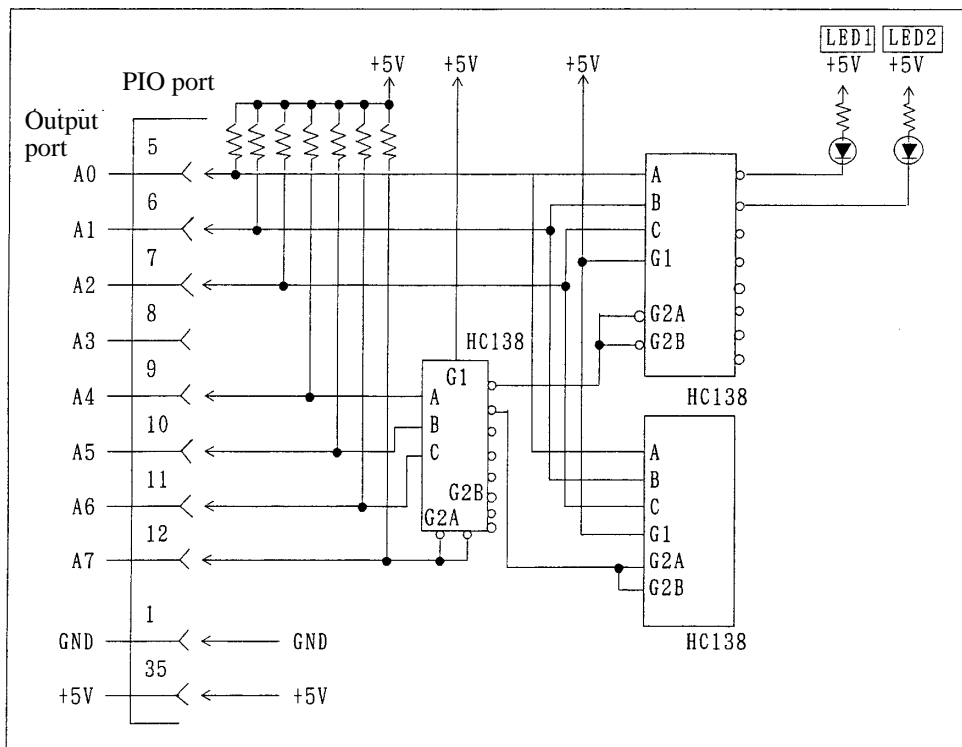 LED1 LED2
+5V +5V +5V +5V +5V
PIO port
Output
port
5
A0
6
A1
7
A2
8
A3
9
A4
10
A5
11
A6
12
A7
1
GND GND
35
+5V +5V
HC138
G1
A
B
C
G2B
G2A
A
B
C
G1
G2A
G2B
HC138
A
B
C
G1
G2A
G2B
HC138